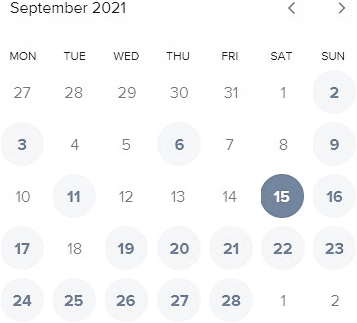 September 2021
MON TUE WED THU FRI SAT SUN
27 28 29 30 31 1 2
3 4 5 6 7 8 9
10 11 12 13 14 15 16
17 18 19 20 21 22 23
24 25 26 27 28 1 2